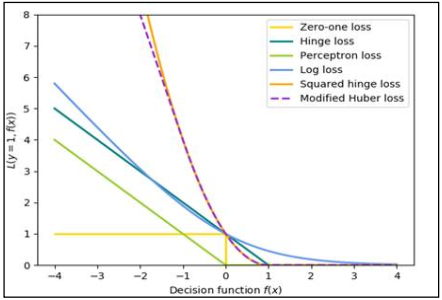 8
7
6
5
4
3
2
1
0
L(y = 1, f(x))
Zero-one loss
Hinge loss
Perceptron loss
Log loss
Squared hinge loss
Modified Huber loss
−4 −3 −2 −1 0 1 2 3 4
Decision function f(x)